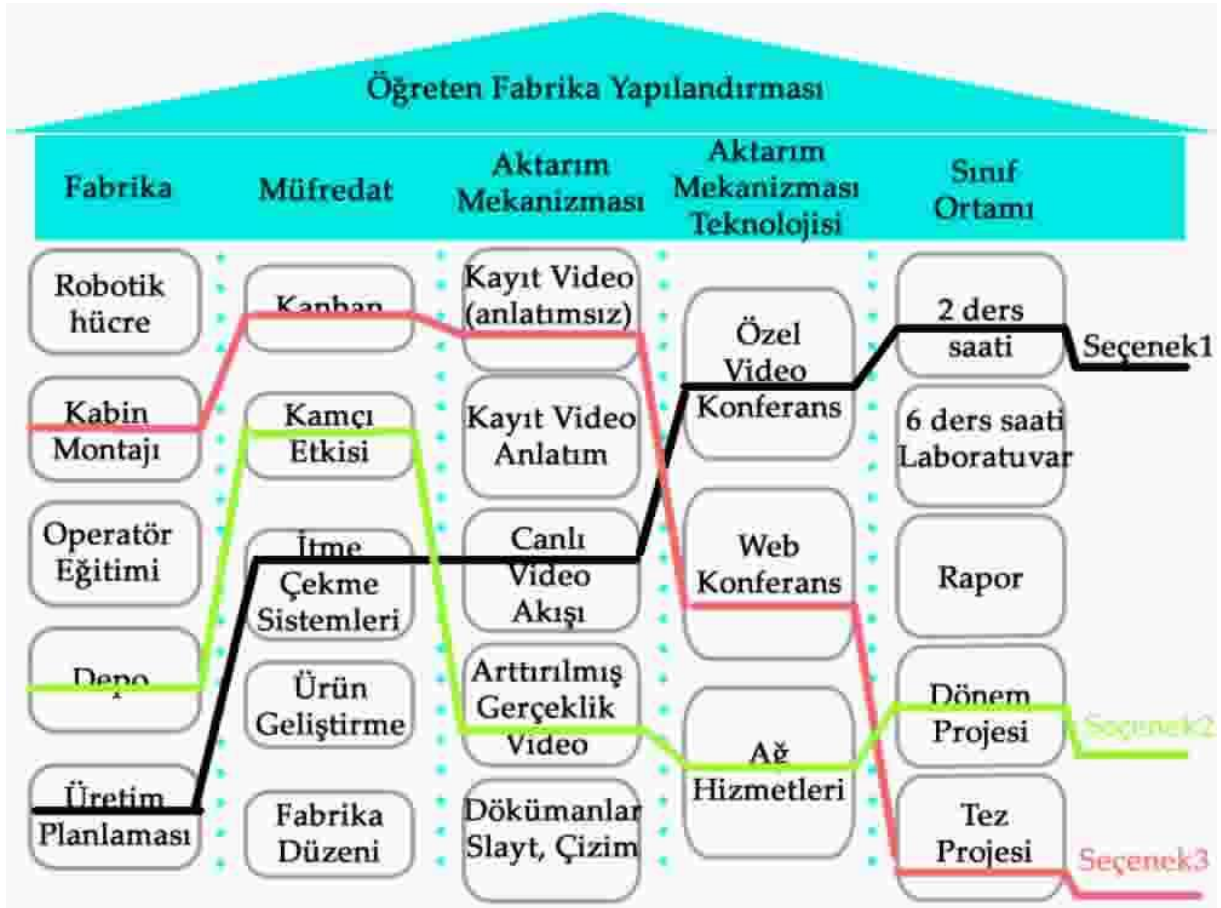 Öğreten Fabrika Yapılandırması
Fabrika
Müfredat
Aktarım
Mekanizması
Aktarım
Mekanizması
Teknolojisi
Sınıf
Ortamı
Robotik
hücre
Kabin
Montajı
Operatör
Eğitimi
Depo
Üretim
Planlaması
Kanban
Kamçı
Etkisi
İtme
Çekme
Sistemleri
Ürün
Geliştirme
Fabrika
Düzeni
Kayıt Video
(anlatımsız)
Kayıt Video
Anlatım
Canlı
Video
Akışı
Arttırılmış
Gerçeklik
Video
Dökümanlar
Slayt, Çizim
Özel
Video
Konferans
Web
Konferans
Ağ
Hizmetleri
2 ders
saati
6 ders saati
Laboratuvar
Rapor
Dönem
Projesi
Tez
Projesi
Seçenek1
Seçenek2
Seçenek3